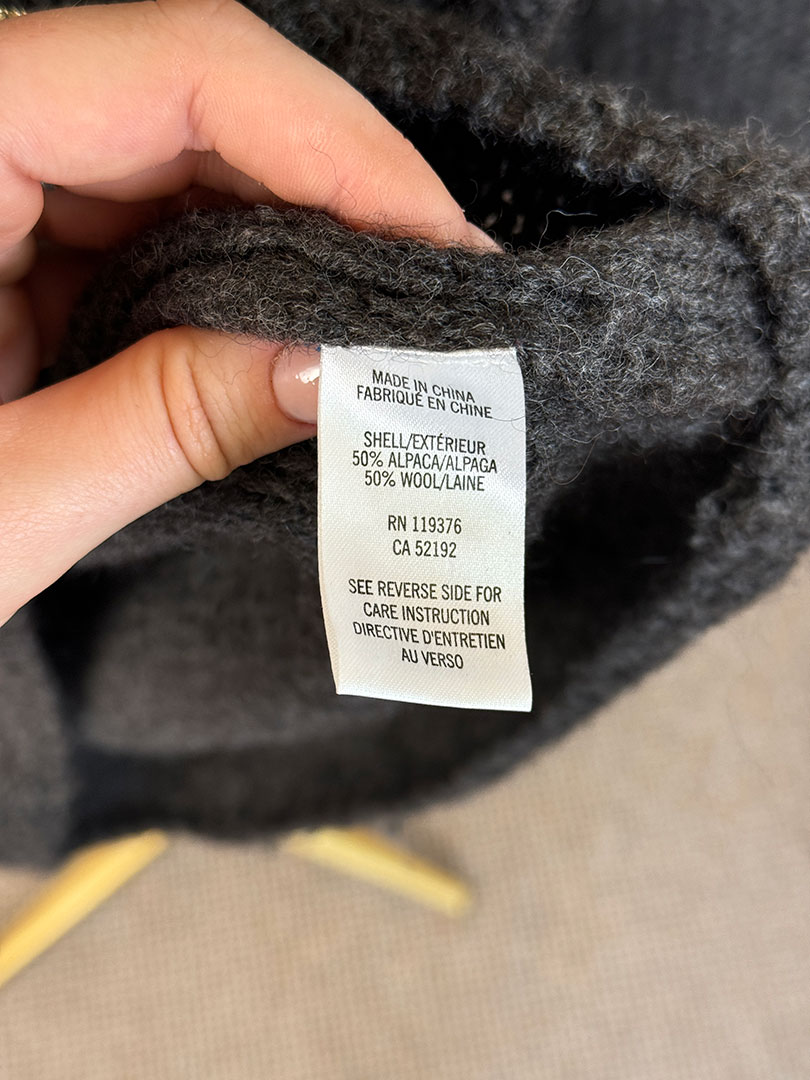 MADE IN CHINA
FABRIQUÉ EN CHINE
SHELL/EXTÉRIEUR
50% ALPACA/ALPAGA
50% WOOL/LAINE
RN 119376
CA 52192
SEE REVERSE SIDE FOR
CARE INSTRUCTION
DIRECTIVE D'ENTRETIEN
AU VERSO